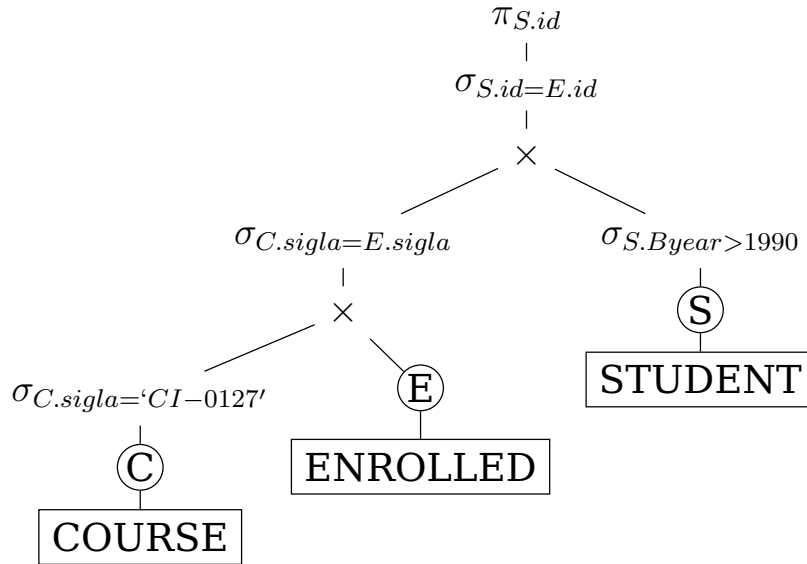 π_{S.id}
σ_{S.id=E.id}
×
σ_{C.sigla=E.sigla} σ_{S.Byear>1990}
× S
σ_{C.sigla=‘CI−0127′} E STUDENT
C ENROLLED
COURSE